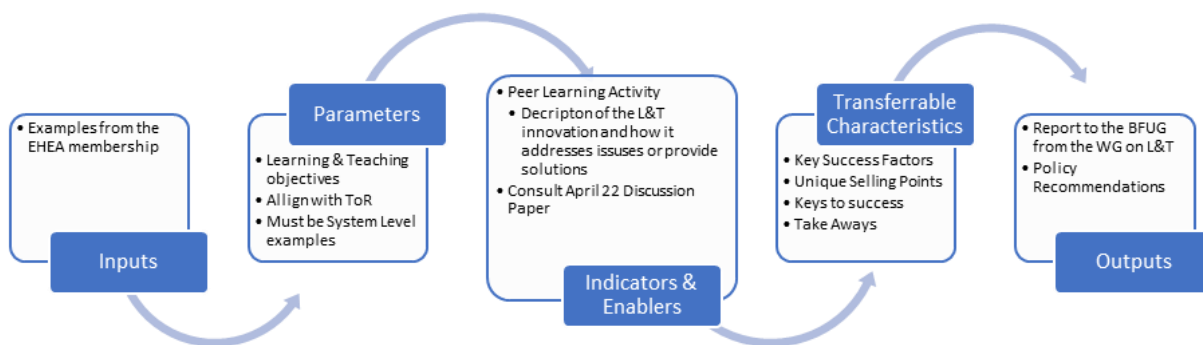 • Examples from the
EHEA membership
Inputs
Parameters
• Learning & Teaching
objectives
• Allign with ToR
• Must be System Level
examples
• Peer Learning Activity
• Decripton of the L&T
innovation and how it
addresses issuses or provide
solutions
• Consult April 22 Discussion
Paper
Indicators &
Enablers
Transferrable
Characteristics
• Key Success Factors
• Unique Selling Points
• Keys to success
• Take Aways
• Report to the BFUG
from the WG on L&T
• Policy
Recommendations
Outputs